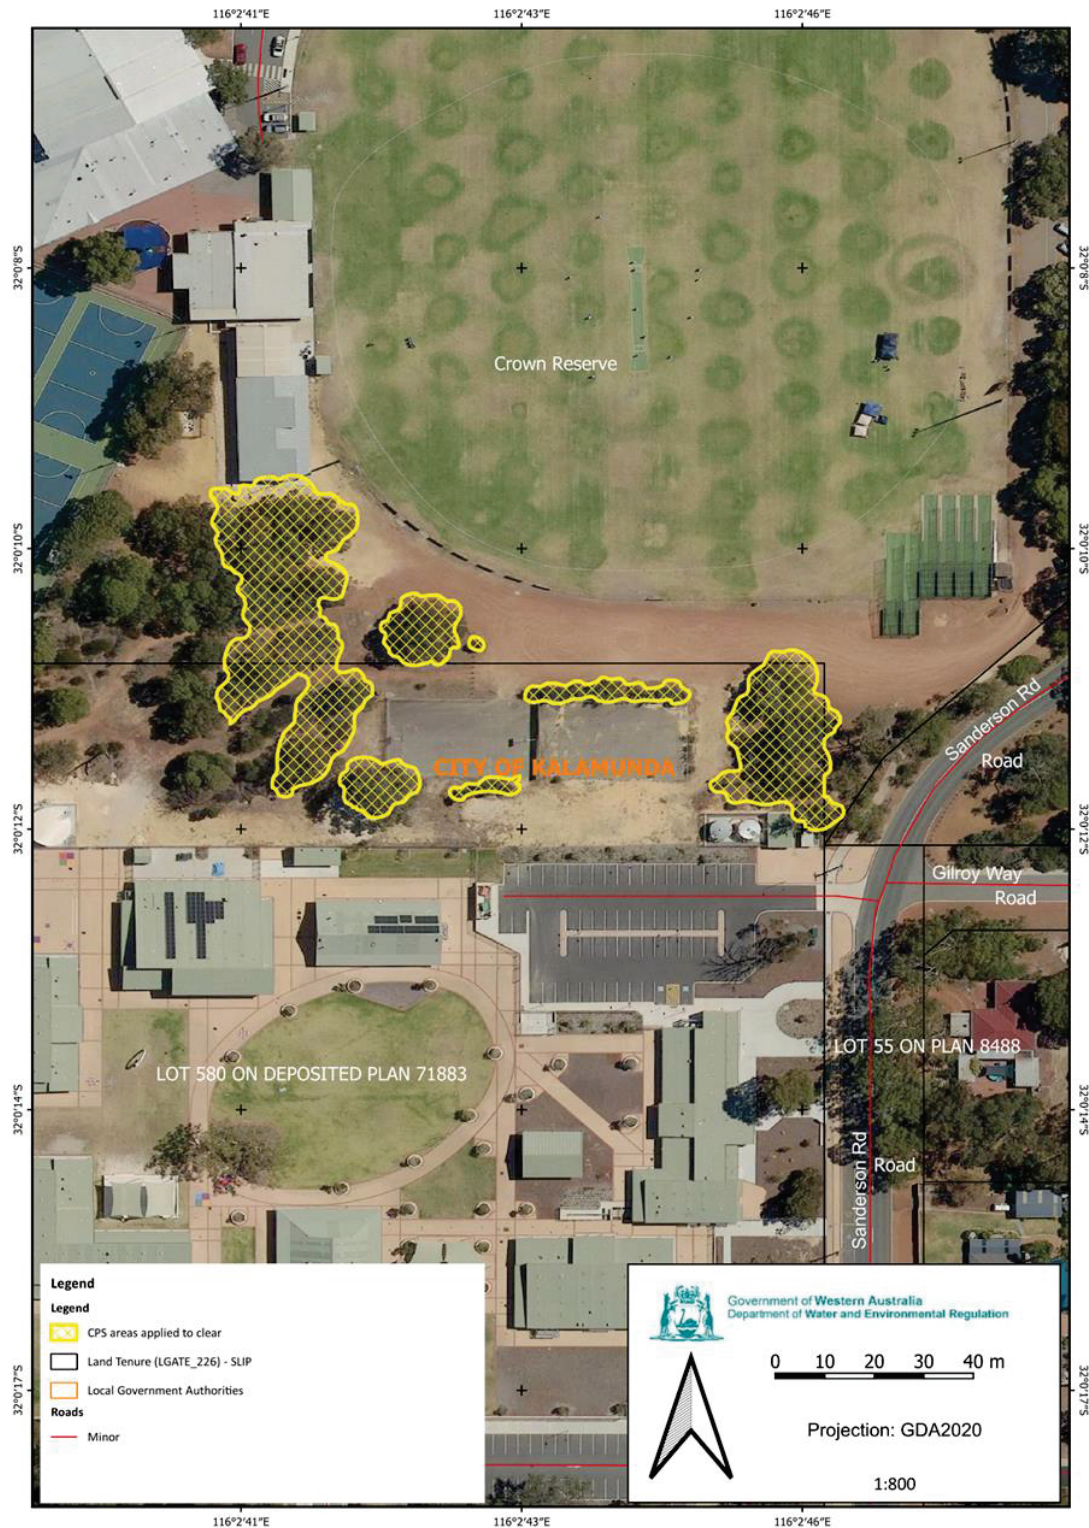 116°2'41"E
116°2'43"E
116°2'46"E
32°0'8"S
32°0'8"S
Crown Reserve
32°0'10"S
32°0'10"S
Sanderson Rd
Road
CITY OF KALAMUNDA
32°0'12"S
32°0'12"S
Gilroy Way
Road
LOT 55 ON PLAN 8488
LOT 580 ON DEPOSITED PLAN 71883
32°0'14"S
32°0'14"S
Sanderson Rd
Road
Legend
Legend
CPS areas applied to clear
Land Tenure (LGATE_226) - SLIP
Local Government Authorities
Roads
Minor
Government of Western Australia
Department of Water and Environmental Regulation
0 10 20 30 40 m
Projection: GDA2020
1:800
32°0'17"S
32°0'17"S
116°2'41"E
116°2'43"E
116°2'46"E